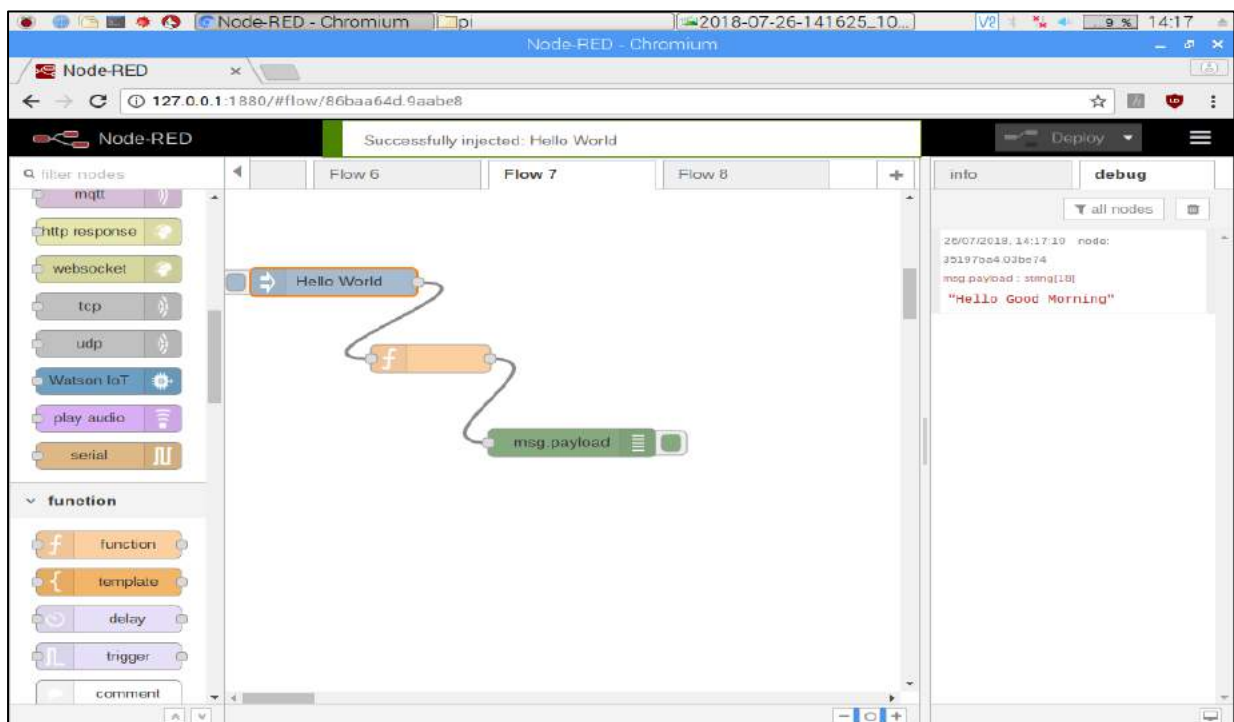 Node-RED - Chromium
pi
2018-07-26-141625_10...
V2
9 %
14:17
Node-RED - Chromium
Node-RED
127.0.0.1:1880/#flow/86baa64d.9aabe8
Node-RED
Successfully injected: Hello World
Deploy
filter nodes
Flow 6
Flow 7
Flow 8
info
debug
mqtt
http response
websocket
tcp
udp
Watson IoT
play audio
serial
function
function
template
delay
trigger
comment
Hello World
f
msg.payload
all nodes
26/07/2018, 14:17:19 node:
35197ba4.03be74
msg.payload : string[18]
"Hello Good Morning"